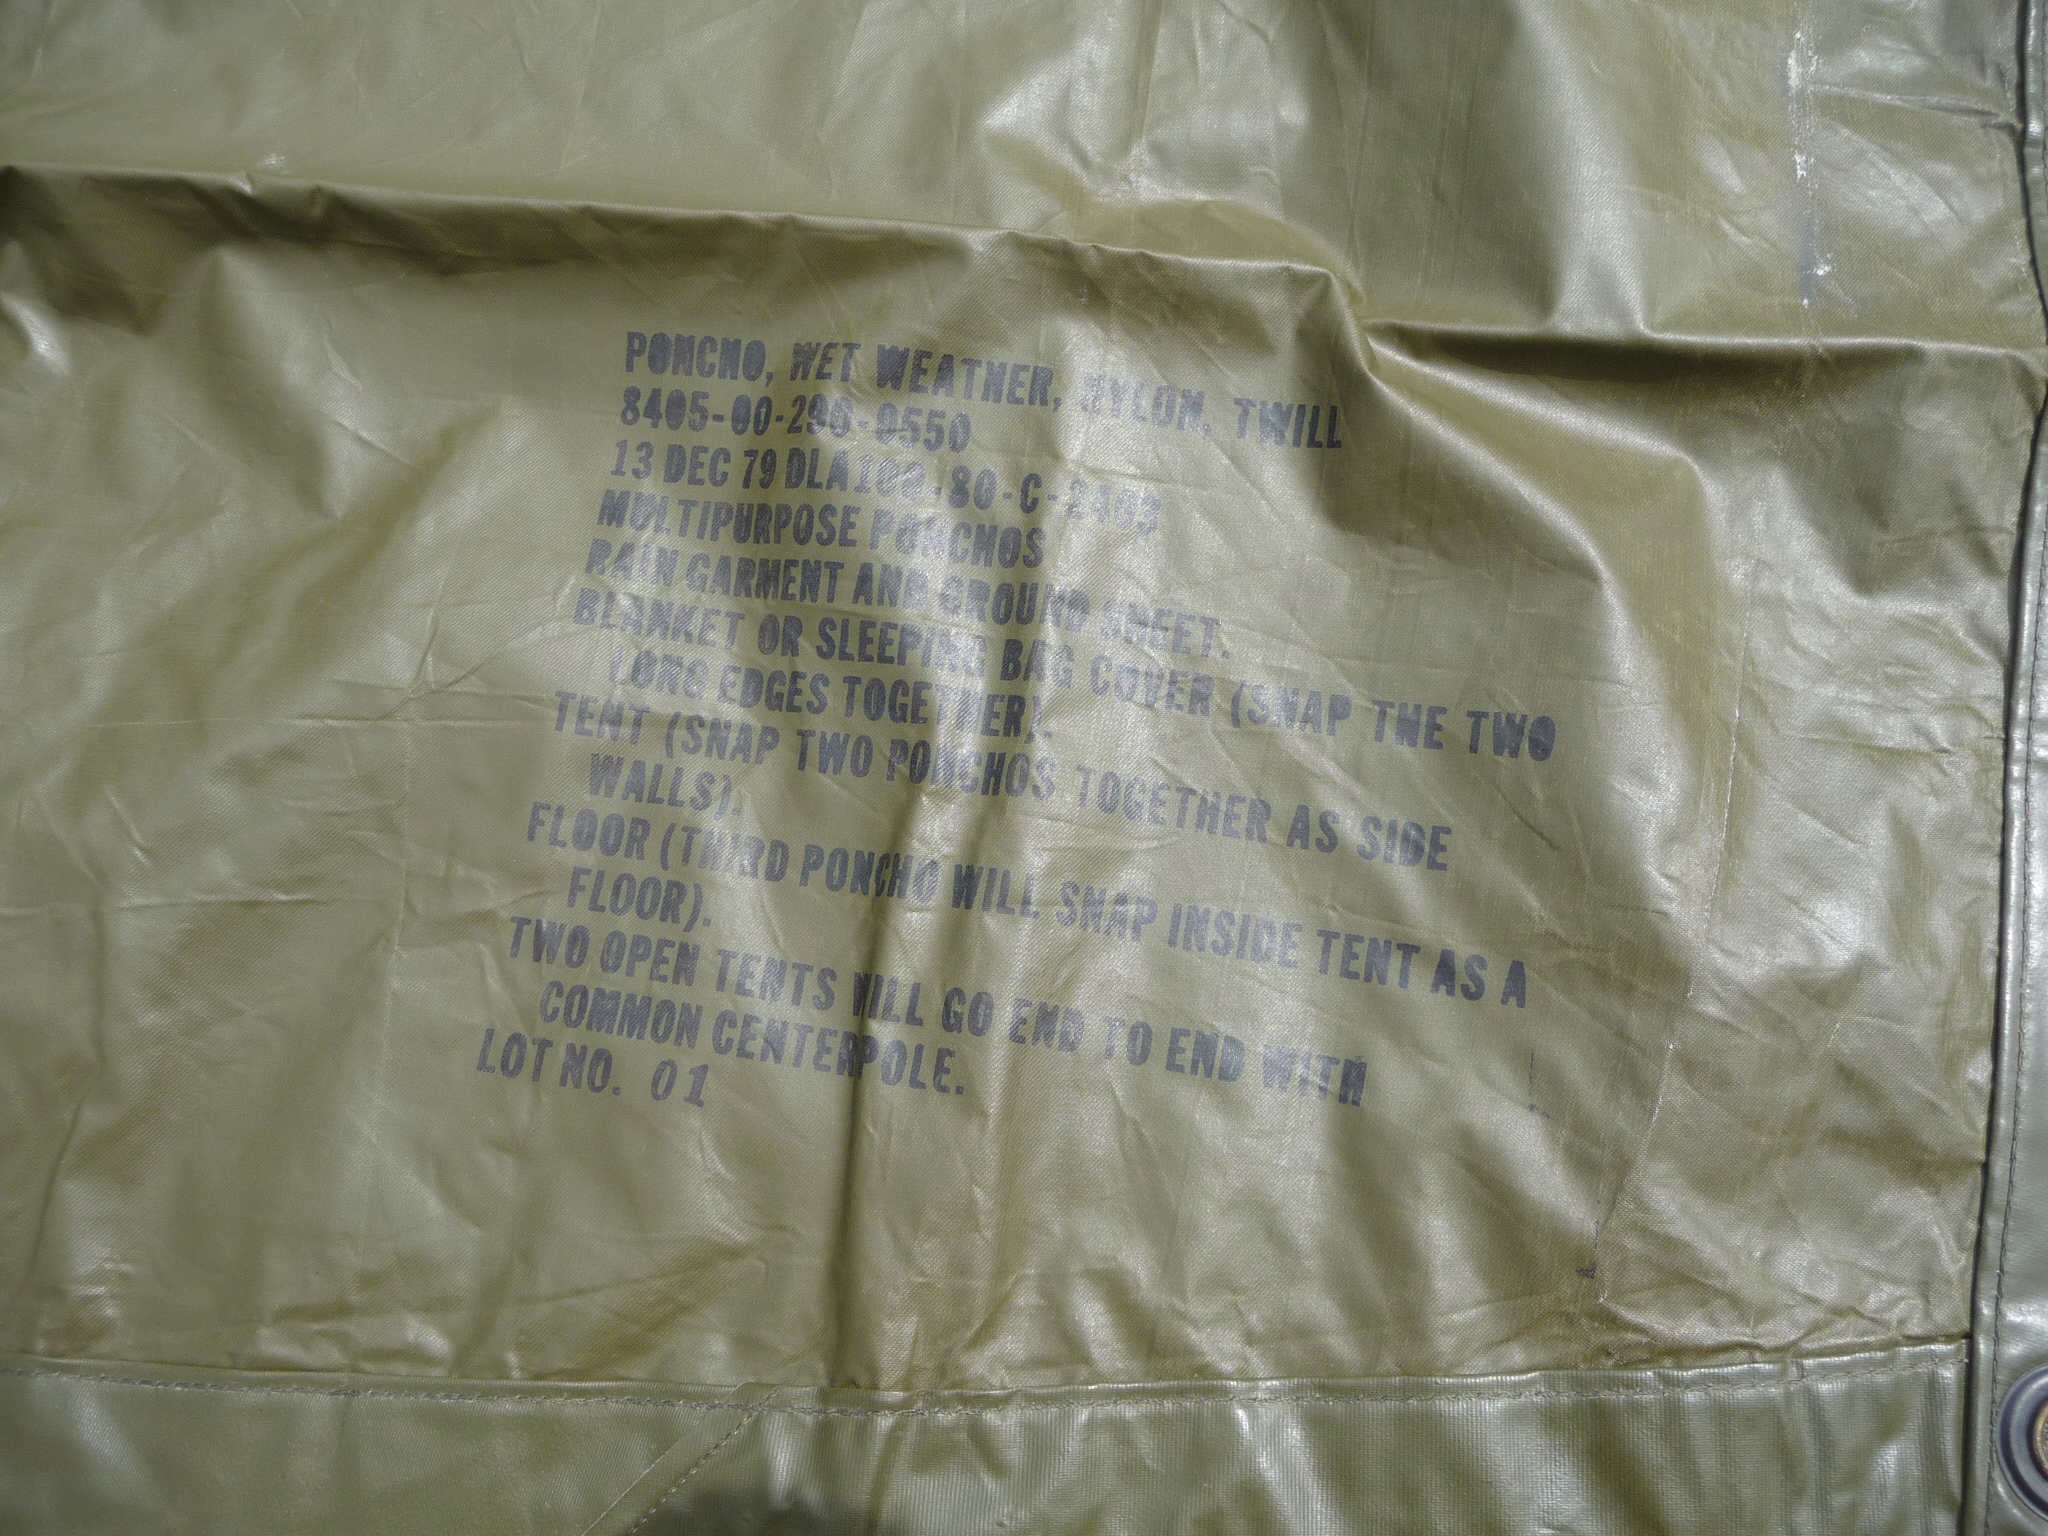 PONCHO, WET WEATHER, NYLON, TWILL
8405-00-290-0550
13 DEC 79 DLA100-80-C-2403
MULTIPURPOSE PONCHOS
RAIN GARMENT AND GROUND SHEET.
BLANKET OR SLEEPING BAG COVER (SNAP THE TWO
LONG EDGES TOGETHER).
TENT (SNAP TWO PONCHOS TOGETHER AS SIDE
WALLS).
FLOOR (THIRD PONCHO WILL SNAP INSIDE TENT AS A
FLOOR).
TWO OPEN TENTS WILL GO END TO END WITH
COMMON CENTERPOLE.
LOT NO. 01